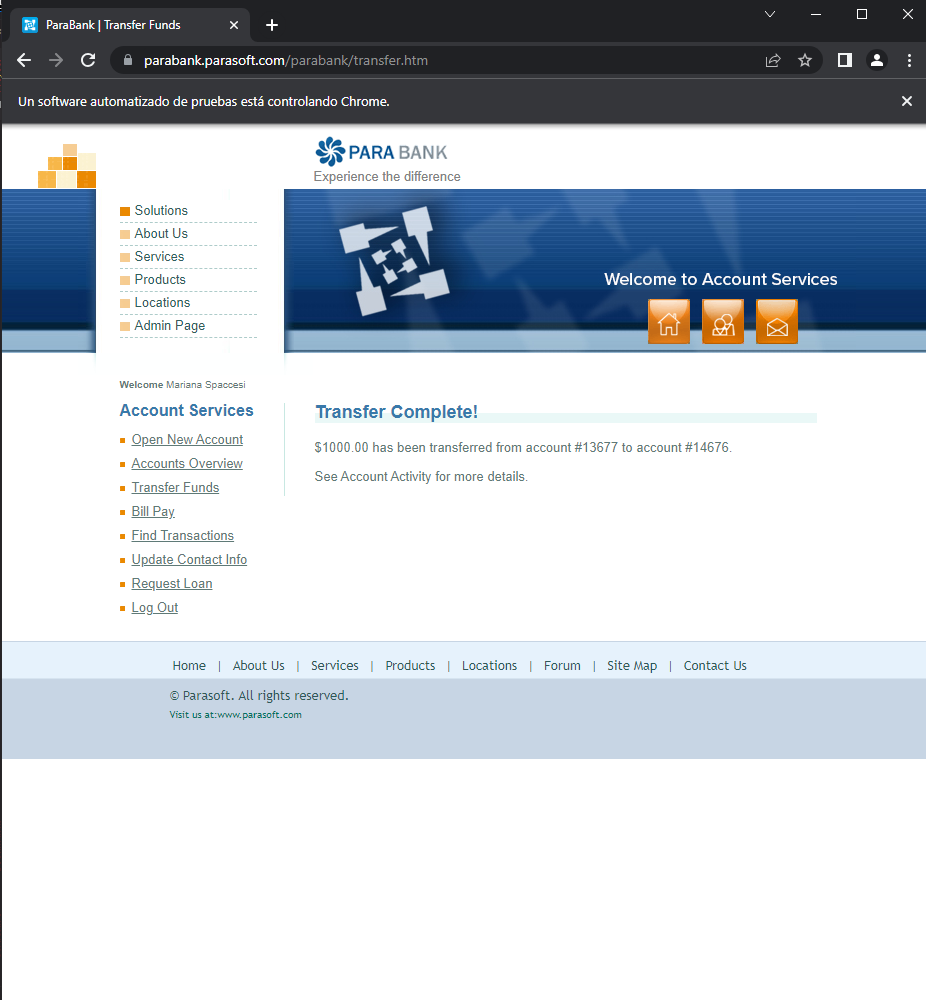 ParaBank | Transfer Funds
parabank.parasoft.com/parabank/transfer.htm
Un software automatizado de pruebas está controlando Chrome.
PARA BANK
Experience the difference
Solutions
About Us
Services
Products
Locations
Admin Page
Welcome to Account Services
Welcome Mariana Spaccesi
Account Services
Open New Account
Accounts Overview
Transfer Funds
Bill Pay
Find Transactions
Update Contact Info
Request Loan
Log Out
Transfer Complete!
$1000.00 has been transferred from account #13677 to account #14676.
See Account Activity for more details.
Home | About Us | Services | Products | Locations | Forum | Site Map | Contact Us
© Parasoft. All rights reserved.
Visit us at:www.parasoft.com